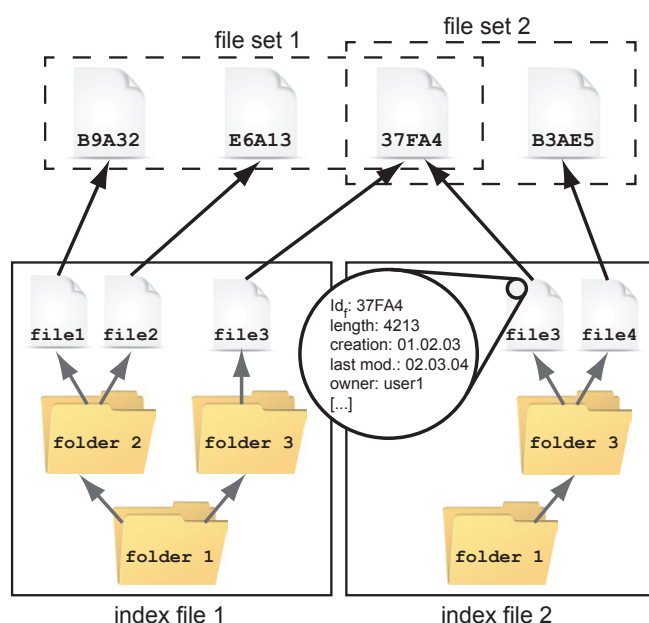 file set 1
file set 2
B9A32
E6A13
37FA4
B3AE5
file1
file2
file3
folder 2
folder 3
folder 1
index file 1
Id_f: 37FA4
length: 4213
creation: 01.02.03
last mod.: 02.03.04
owner: user1
[...]
file3
file4
folder 3
folder 1
index file 2